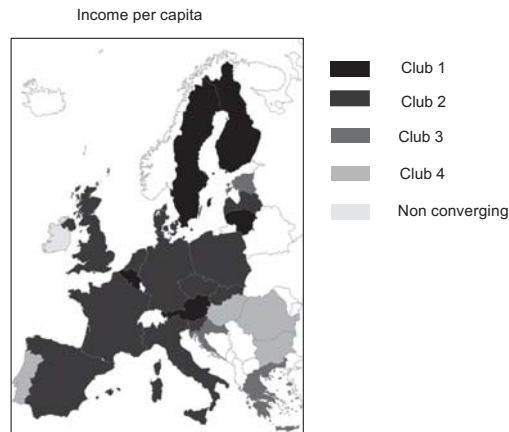 Income per capita
Club 1
Club 2
Club 3
Club 4
Non converging